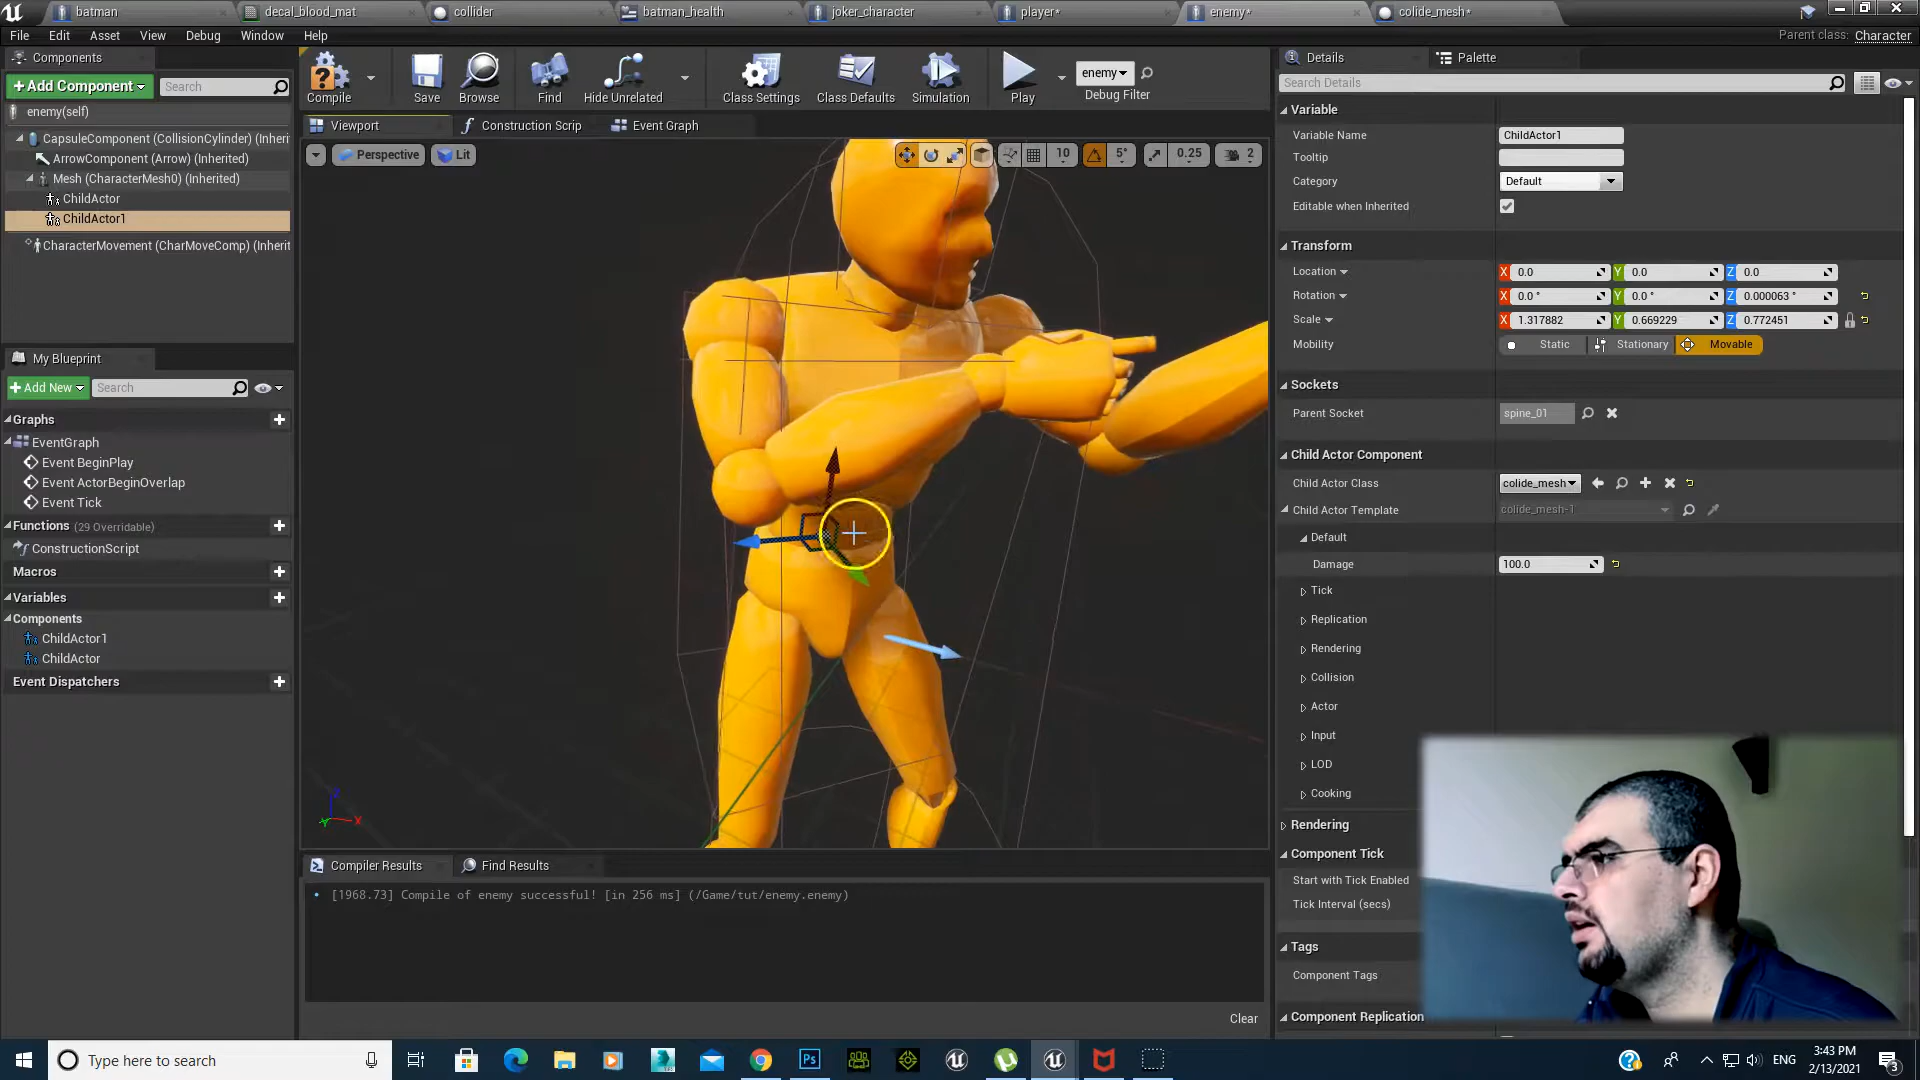 batman
decal_blood_mat
collider
batman_health
joker_character
player*
enemy*
colide_mesh*
File Edit Asset View Debug Window Help
Parent class: Character
Components
+Add Component
Search
enemy(self)
CapsuleComponent (CollisionCylinder) (Inheri
ArrowComponent (Arrow) (Inherited)
Mesh (CharacterMesh0) (Inherited)
ChildActor
ChildActor1
CharacterMovement (CharMoveComp) (Inherit
My Blueprint
+Add New
Search
Graphs
EventGraph
Event BeginPlay
Event ActorBeginOverlap
Event Tick
Functions (29 Overridable)
ConstructionScript
Macros
Variables
Components
ChildActor1
ChildActor
Event Dispatchers
Compile
Save
Browse
Find
Hide Unrelated
Class Settings
Class Defaults
Simulation
Play
enemy
Debug Filter
Viewport
Construction Scrip
Event Graph
Perspective
Lit
10
5°
0.25
2
Z
X
Y
Compiler Results
Find Results
[1968.73] Compile of enemy successful! [in 256 ms] (/Game/tut/enemy.enemy)
Clear
Details
Palette
Search Details
Variable
Variable Name ChildActor1
Tooltip
Category Default
Editable when Inherited
Transform
Location X 0.0 Y 0.0 Z 0.0
Rotation X 0.0 ° Y 0.0 ° Z 0.000063 °
Scale X 1.317882 Y 0.669229 Z 0.772451
Mobility Static Stationary Movable
Sockets
Parent Socket spine_01
Child Actor Component
Child Actor Class colide_mesh
Child Actor Template colide_mesh-1
Default
Damage 100.0
Tick
Replication
Rendering
Collision
Actor
Input
LOD
Cooking
Rendering
Component Tick
Start with Tick Enabled
Tick Interval (secs)
Tags
Component Tags
Component Replication
Type here to search
Ps
ENG
3:43 PM
2/13/2021
3